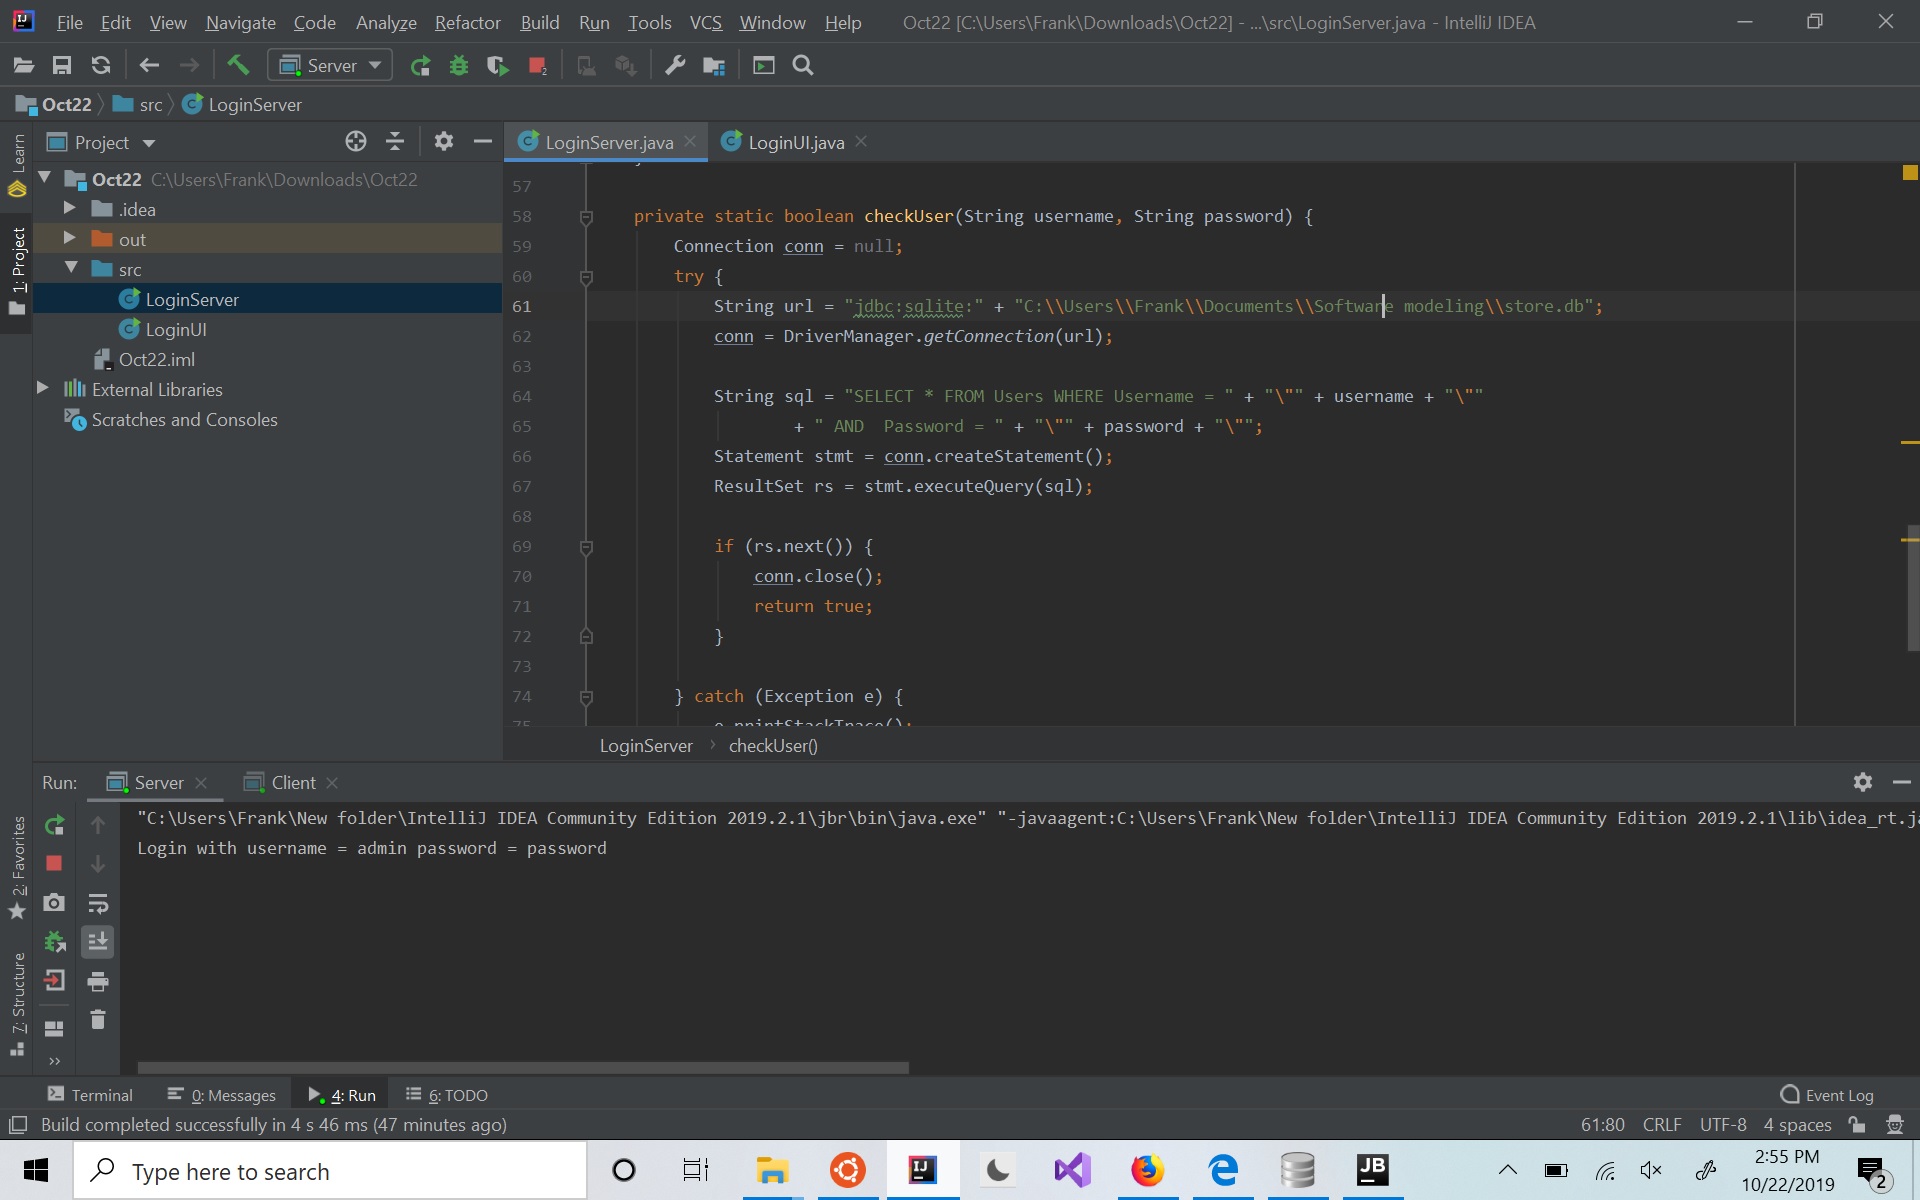 File Edit View Navigate Code Analyze Refactor Build Run Tools VCS Window Help Oct22 [C:\Users\Frank\Downloads\Oct22] - ...\src\LoginServer.java - IntelliJ IDEA
Server
2
Oct22 src LoginServer
Project
LoginServer.java LoginUI.java
Learn
1: Project
2: Favorites
7: Structure
Oct22 C:\Users\Frank\Downloads\Oct22
.idea
out
src
LoginServer
LoginUI
Oct22.iml
External Libraries
Scratches and Consoles
57
58 private static boolean checkUser(String username, String password) {
59 Connection conn = null;
60 try {
61 String url = "jdbc:sqlite:" + "C:\\Users\\Frank\\Documents\\Software modeling\\store.db";
62 conn = DriverManager.getConnection(url);
63
64 String sql = "SELECT * FROM Users WHERE Username = " + "\"" + username + "\""
65 + " AND  Password = " + "\"" + password + "\"";
66 Statement stmt = conn.createStatement();
67 ResultSet rs = stmt.executeQuery(sql);
68
69 if (rs.next()) {
70 conn.close();
71 return true;
72 }
73
74 } catch (Exception e) {
75 e.printStackTrace();
LoginServer checkUser()
Run: Server Client
"C:\Users\Frank\New folder\IntelliJ IDEA Community Edition 2019.2.1\jbr\bin\java.exe" "-javaagent:C:\Users\Frank\New folder\IntelliJ IDEA Community Edition 2019.2.1\lib\idea_rt.ja
Login with username = admin password = password
Terminal 0: Messages 4: Run 6: TODO Event Log
Build completed successfully in 4 s 46 ms (47 minutes ago) 61:80 CRLF UTF-8 4 spaces
Type here to search
2:55 PM
10/22/2019
2